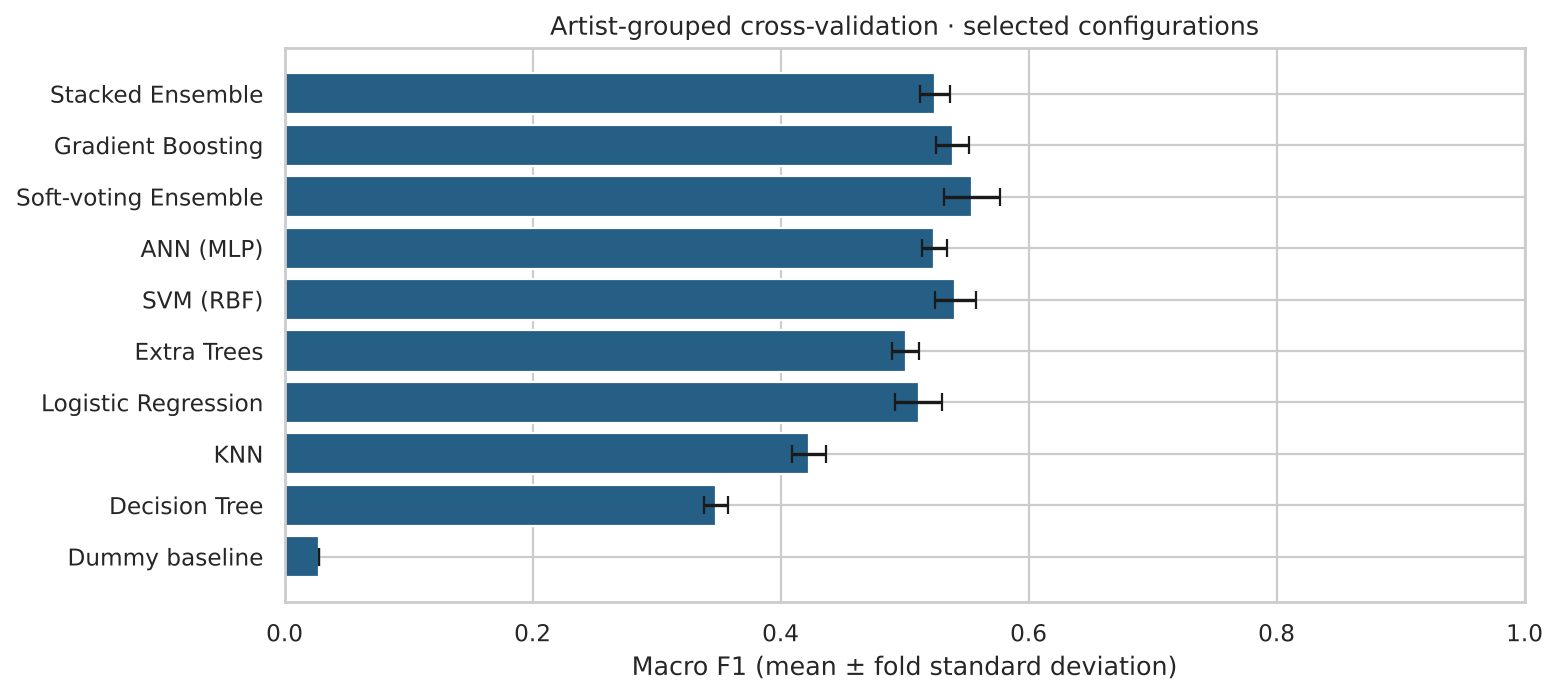 Artist-grouped cross-validation · selected configurations
Stacked Ensemble
Gradient Boosting
Soft-voting Ensemble
ANN (MLP)
SVM (RBF)
Extra Trees
Logistic Regression
KNN
Decision Tree
Dummy baseline
0.0 0.2 0.4 0.6 0.8 1.0
Macro F1 (mean ± fold standard deviation)